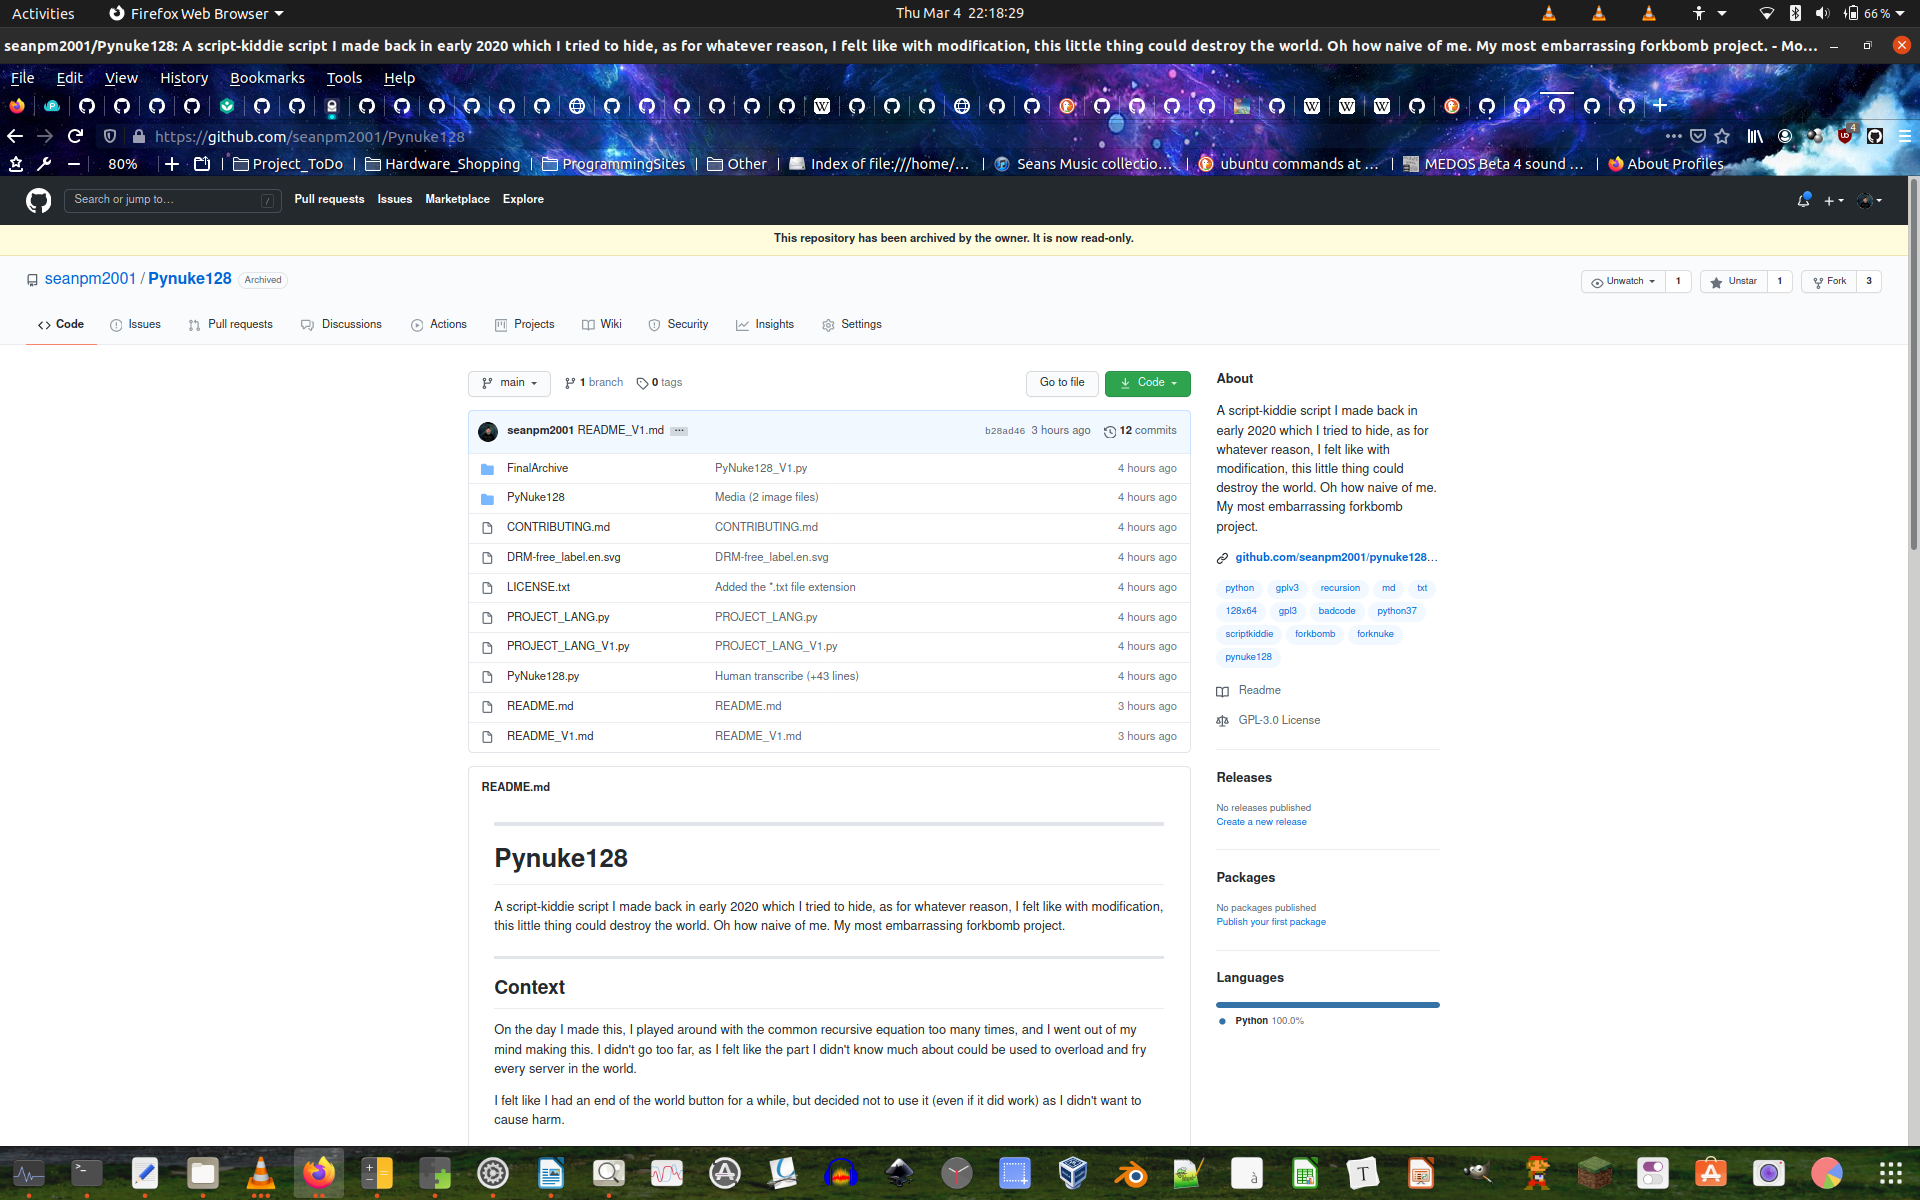 Activities
Firefox Web Browser
Thu Mar 4 22:18:29
66 %
seanpm2001/Pynuke128: A script-kiddie script I made back in early 2020 which I tried to hide, as for whatever reason, I felt like with modification, this little thing could destroy the world. Oh how naive of me. My most embarrassing forkbomb project. - Mo...
File Edit View History Bookmarks Tools Help
https://github.com/seanpm2001/Pynuke128
4
80%
Project_ToDo
Hardware_Shopping
ProgrammingSites
Other
Index of file:///home/...
Seans Music collectio...
ubuntu commands at ...
MEDOS Beta 4 sound ...
About Profiles
Search or jump to...
/
Pull requests Issues Marketplace Explore
This repository has been archived by the owner. It is now read-only.
seanpm2001 / Pynuke128 Archived
Unwatch 1
Unstar 1
Fork 3
Code Issues Pull requests Discussions Actions Projects Wiki Security Insights Settings
main 1 branch 0 tags
Go to file Code
seanpm2001 README_V1.md ... b28ad46 3 hours ago 12 commits
FinalArchive PyNuke128_V1.py 4 hours ago
PyNuke128 Media (2 image files) 4 hours ago
CONTRIBUTING.md CONTRIBUTING.md 4 hours ago
DRM-free_label.en.svg DRM-free_label.en.svg 4 hours ago
LICENSE.txt Added the *.txt file extension 4 hours ago
PROJECT_LANG.py PROJECT_LANG.py 4 hours ago
PROJECT_LANG_V1.py PROJECT_LANG_V1.py 4 hours ago
PyNuke128.py Human transcribe (+43 lines) 4 hours ago
README.md README.md 3 hours ago
README_V1.md README_V1.md 3 hours ago
README.md
Pynuke128
A script-kiddie script I made back in early 2020 which I tried to hide, as for whatever reason, I felt like with modification,
this little thing could destroy the world. Oh how naive of me. My most embarrassing forkbomb project.
Context
On the day I made this, I played around with the common recursive equation too many times, and I went out of my
mind making this. I didn't go too far, as I felt like the part I didn't know much about could be used to overload and fry
every server in the world.
I felt like I had an end of the world button for a while, but decided not to use it (even if it did work) as I didn't want to
cause harm.
About
A script-kiddie script I made back in
early 2020 which I tried to hide, as for
whatever reason, I felt like with
modification, this little thing could
destroy the world. Oh how naive of me.
My most embarrassing forkbomb
project.
github.com/seanpm2001/pynuke128...
python gplv3 recursion md txt
128x64 gpl3 badcode python37
scriptkiddie forkbomb forknuke
pynuke128
Readme
GPL-3.0 License
Releases
No releases published
Create a new release
Packages
No packages published
Publish your first package
Languages
Python 100.0%